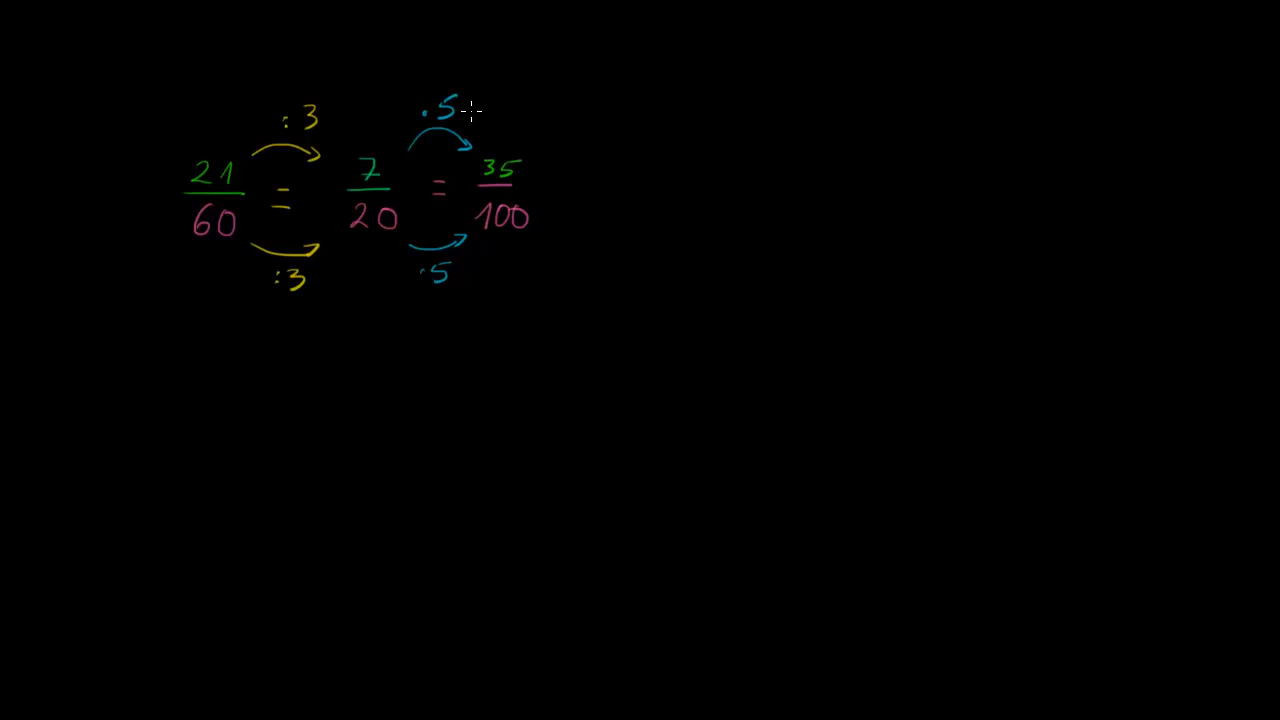 :3 ·5
21/60 = 7/20 = 35/100
:3 ·5